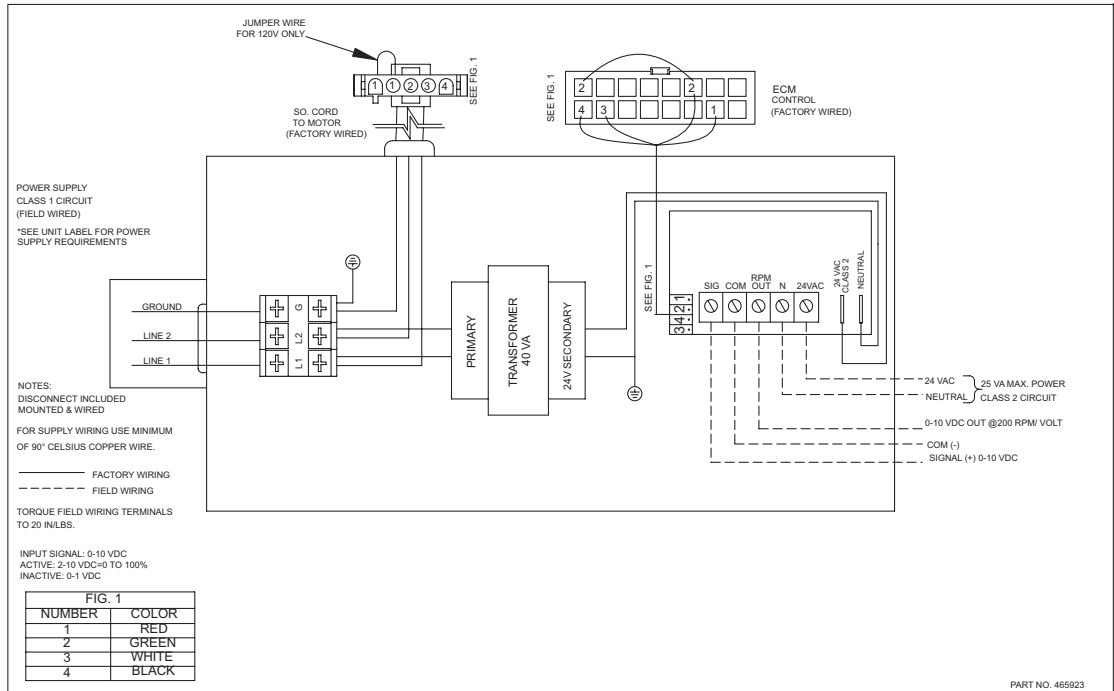 JUMPER WIRE
FOR 120V ONLY
1 1 2 3 4
SEE FIG. 1
SO. CORD
TO MOTOR
(FACTORY WIRED)
SEE FIG. 1
2 2
4 3 1
ECM
CONTROL
(FACTORY WIRED)
POWER SUPPLY
CLASS 1 CIRCUIT
(FIELD WIRED)
*SEE UNIT LABEL FOR POWER
SUPPLY REQUIREMENTS
GROUND
LINE 2
LINE 1
G
L2
L1
PRIMARY
TRANSFORMER
40 VA
24V SECONDARY
SEE FIG. 1
1
2
4
3
SIG COM RPM OUT N 24VAC
24 VAC
CLASS 2
NEUTRAL
24 VAC
NEUTRAL
25 VA MAX. POWER
CLASS 2 CIRCUIT
0-10 VDC OUT @200 RPM/ VOLT
COM (-)
SIGNAL (+) 0-10 VDC
NOTES:
DISCONNECT INCLUDED
MOUNTED & WIRED
FOR SUPPLY WIRING USE MINIMUM
OF 90° CELSIUS COPPER WIRE.
FACTORY WIRING
FIELD WIRING
TORQUE FIELD WIRING TERMINALS
TO 20 IN/LBS.
INPUT SIGNAL: 0-10 VDC
ACTIVE: 2-10 VDC=0 TO 100%
INACTIVE: 0-1 VDC
FIG. 1
NUMBER COLOR
1 RED
2 GREEN
3 WHITE
4 BLACK
PART NO. 465923